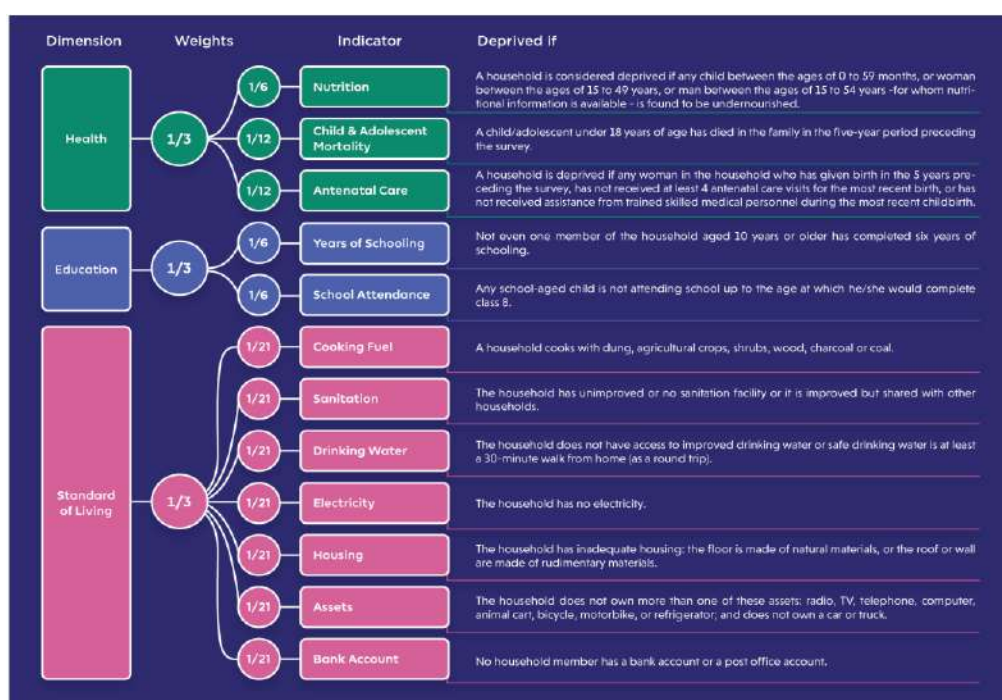 Dimension Weights Indicator Deprived if
Health
1/3
1/6
Nutrition
A household is considered deprived if any child between the ages of 0 to 59 months, or woman
between the ages of 15 to 49 years, or man between the ages of 15 to 54 years -for whom nutri-
tional information is available - is found to be undernourished.
1/12
Child & Adolescent
Mortality
A child/adolescent under 18 years of age has died in the family in the five-year period preceding
the survey.
1/12
Antenatal Care
A household is deprived if any woman in the household who has given birth in the 5 years pre-
ceding the survey, has not received at least 4 antenatal care visits for the most recent birth, or has
not received assistance from trained skilled medical personnel during the most recent childbirth.
Education
1/3
1/6
Years of Schooling
Not even one member of the household aged 10 years or older has completed six years of
schooling.
1/6
School Attendance
Any school-aged child is not attending school up to the age at which he/she would complete
class 8.
Standard
of Living
1/3
1/21
Cooking Fuel
A household cooks with dung, agricultural crops, shrubs, wood, charcoal or coal.
1/21
Sanitation
The household has unimproved or no sanitation facility or it is improved but shared with other
households.
1/21
Drinking Water
The household does not have access to improved drinking water or safe drinking water is at least
a 30-minute walk from home (as a round trip).
1/21
Electricity
The household has no electricity.
1/21
Housing
The household has inadequate housing: the floor is made of natural materials, or the roof or wall
are made of rudimentary materials.
1/21
Assets
The household does not own more than one of these assets: radio, TV, telephone, computer,
animal cart, bicycle, motorbike, or refrigerator; and does not own a car or truck.
1/21
Bank Account
No household member has a bank account or a post office account.